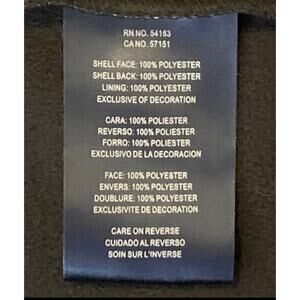 RN NO. 54163
CA NO. 57151
SHELL FACE: 100% POLYESTER
SHELL BACK: 100% POLYESTER
LINING: 100% POLYESTER
EXCLUSIVE OF DECORATION
CARA: 100% POLIESTER
REVERSO: 100% POLIESTER
FORRO: 100% POLIESTER
EXCLUSIVO DE LA DECORACION
FACE: 100% POLYESTER
ENVERS: 100% POLYESTER
DOUBLURE: 100% POLYESTER
EXCLUSIVITE DE DECORATION
CARE ON REVERSE
CUIDADO AL REVERSO
SOIN SUR L'INVERSE